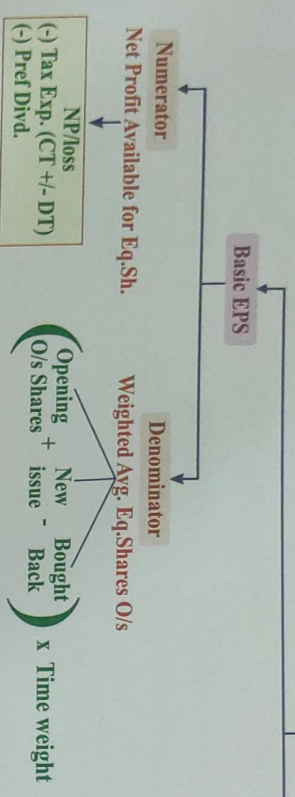 Basic EPS
Numerator
Net Profit Available for Eq.Sh.
NP/loss
(-) Tax Exp. (CT +/- DT)
(-) Pref Divd.
Denominator
Weighted Avg. Eq.Shares O/s
(Opening + New - Bought) x Time weight
O/s Shares issue Back